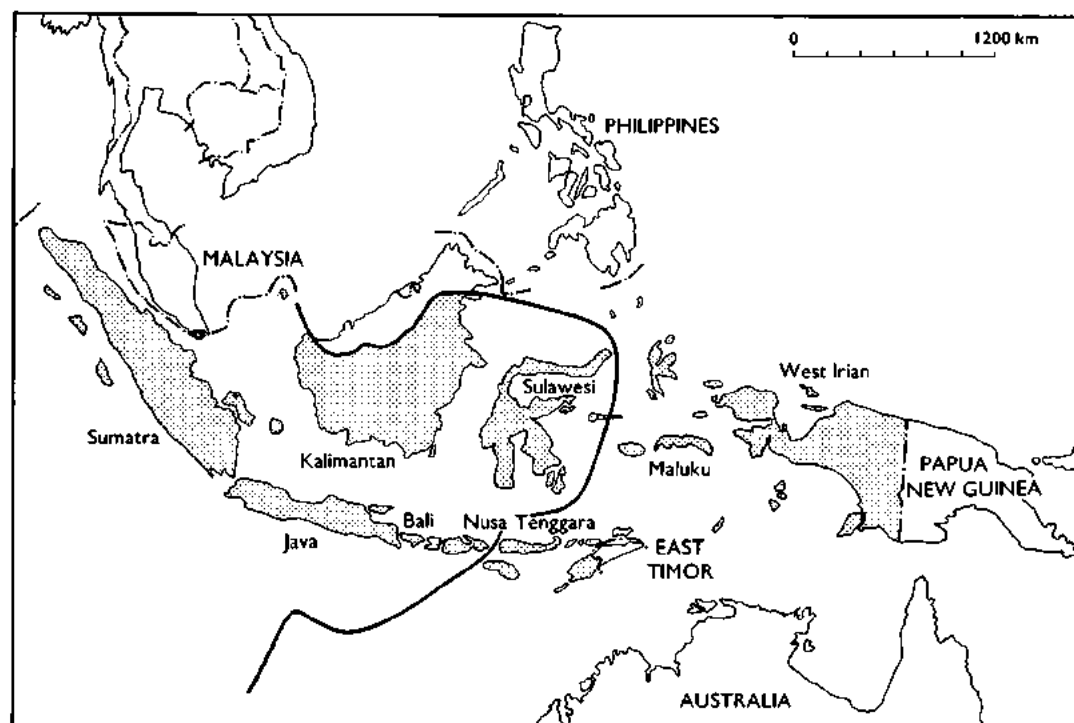 0 1200 km
PHILIPPINES
MALAYSIA
West Irian
Sulawesi
Sumatra
Kalimantan
Maluku
PAPUA
NEW GUINEA
Bali
Nusa Tenggara
Java
EAST
TIMOR
AUSTRALIA